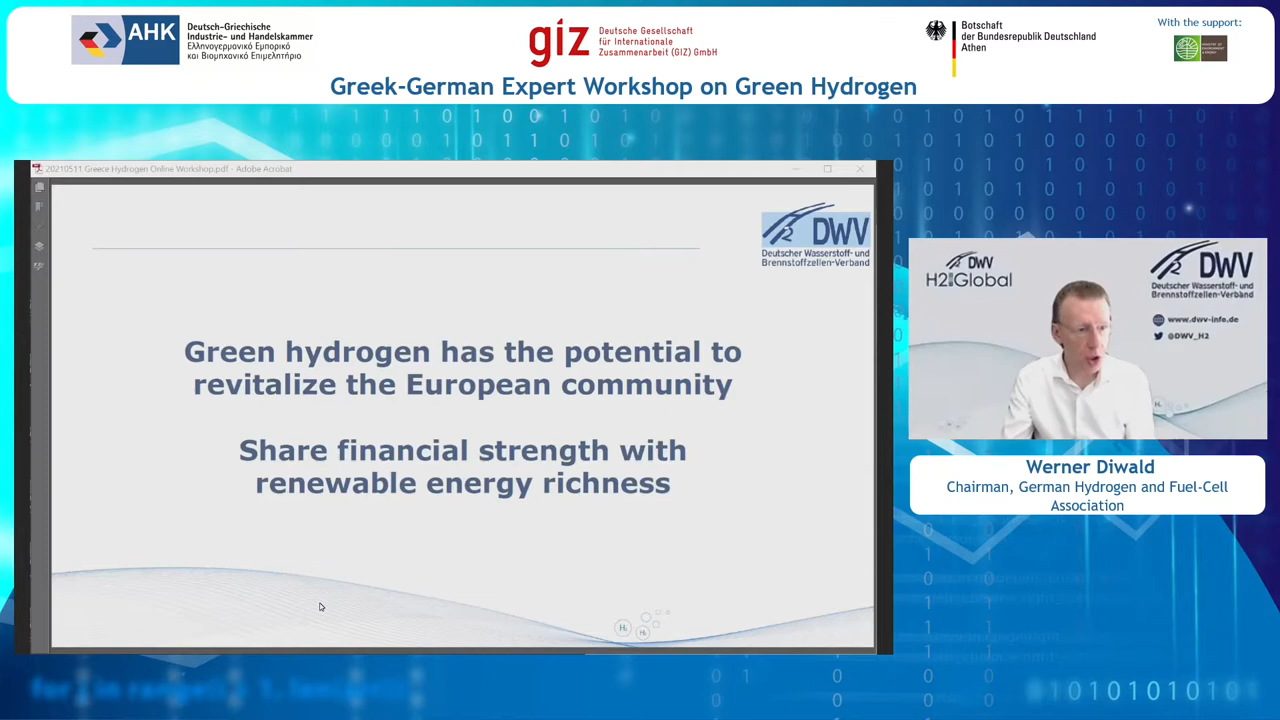 AHK
Deutsch-Griechische
Industrie- und Handelskammer
Ελληνογερμανικό Εμπορικό
και Βιομηχανικό Επιμελητήριο
giz
Deutsche Gesellschaft
für Internationale
Zusammenarbeit (GIZ) GmbH
Botschaft
der Bundesrepublik Deutschland
Athen
With the support:
Greek-German Expert Workshop on Green Hydrogen
20210511 Greece Hydrogen Online Workshop.pdf - Adobe Acrobat
DWV
Deutscher Wasserstoff- und
Brennstoffzellen-Verband
Green hydrogen has the potential to
revitalize the European community
Share financial strength with
renewable energy richness
H₂
H₂
DWV
H2Global
DWV
Deutscher Wasserstoff- und
Brennstoffzellen-Verband
www.dwv-info.de
@DWV_H2
Werner Diwald
Chairman, German Hydrogen and Fuel-Cell
Association